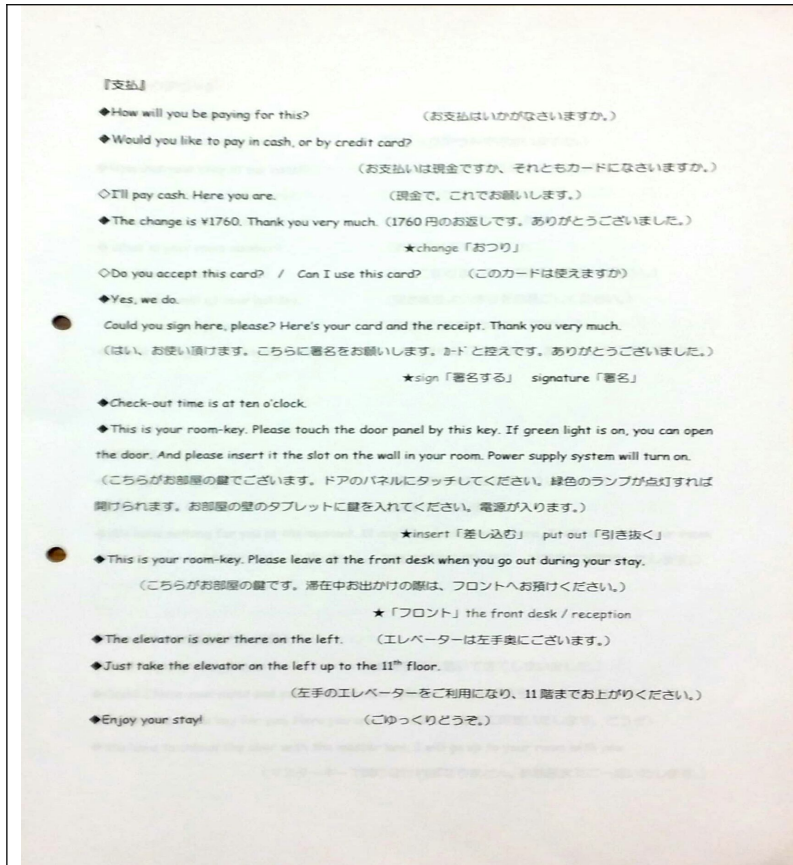 『支払』
◆How will you be paying for this? (お支払はいかがなさいますか。)
◆Would you like to pay in cash, or by credit card?
(お支払いは現金ですか、それともカードになさいますか。)
◇I'll pay cash. Here you are. (現金で。これでお願いします。)
◆The change is ¥1760. Thank you very much. (1760円のお返しです。ありがとうございました。)
★change「おつり」
◇Do you accept this card? / Can I use this card? (このカードは使えますか)
◆Yes, we do.
Could you sign here, please? Here's your card and the receipt. Thank you very much.
(はい、お使い頂けます。こちらに署名をお願いします。ｶｰﾄﾞと控えです。ありがとうございました。)
★sign「署名する」 signature「署名」
◆Check-out time is at ten o'clock.
◆This is your room-key. Please touch the door panel by this key. If green light is on, you can open
the door. And please insert it the slot on the wall in your room. Power supply system will turn on.
(こちらがお部屋の鍵でございます。ドアのパネルにタッチしてください。緑色のランプが点灯すれば
開けられます。お部屋の壁のタブレットに鍵を入れてください。電源が入ります。)
★insert「差し込む」 put out「引き抜く」
◆This is your room-key. Please leave at the front desk when you go out during your stay.
(こちらがお部屋の鍵です。滞在中お出かけの際は、フロントへお預けください。)
★「フロント」the front desk / reception
◆The elevator is over there on the left. (エレベーターは左手奥にございます。)
◆Just take the elevator on the left up to the 11th floor.
(左手のエレベーターをご利用になり、11階までお上がりください。)
◆Enjoy your stay! (ごゆっくりどうぞ。)